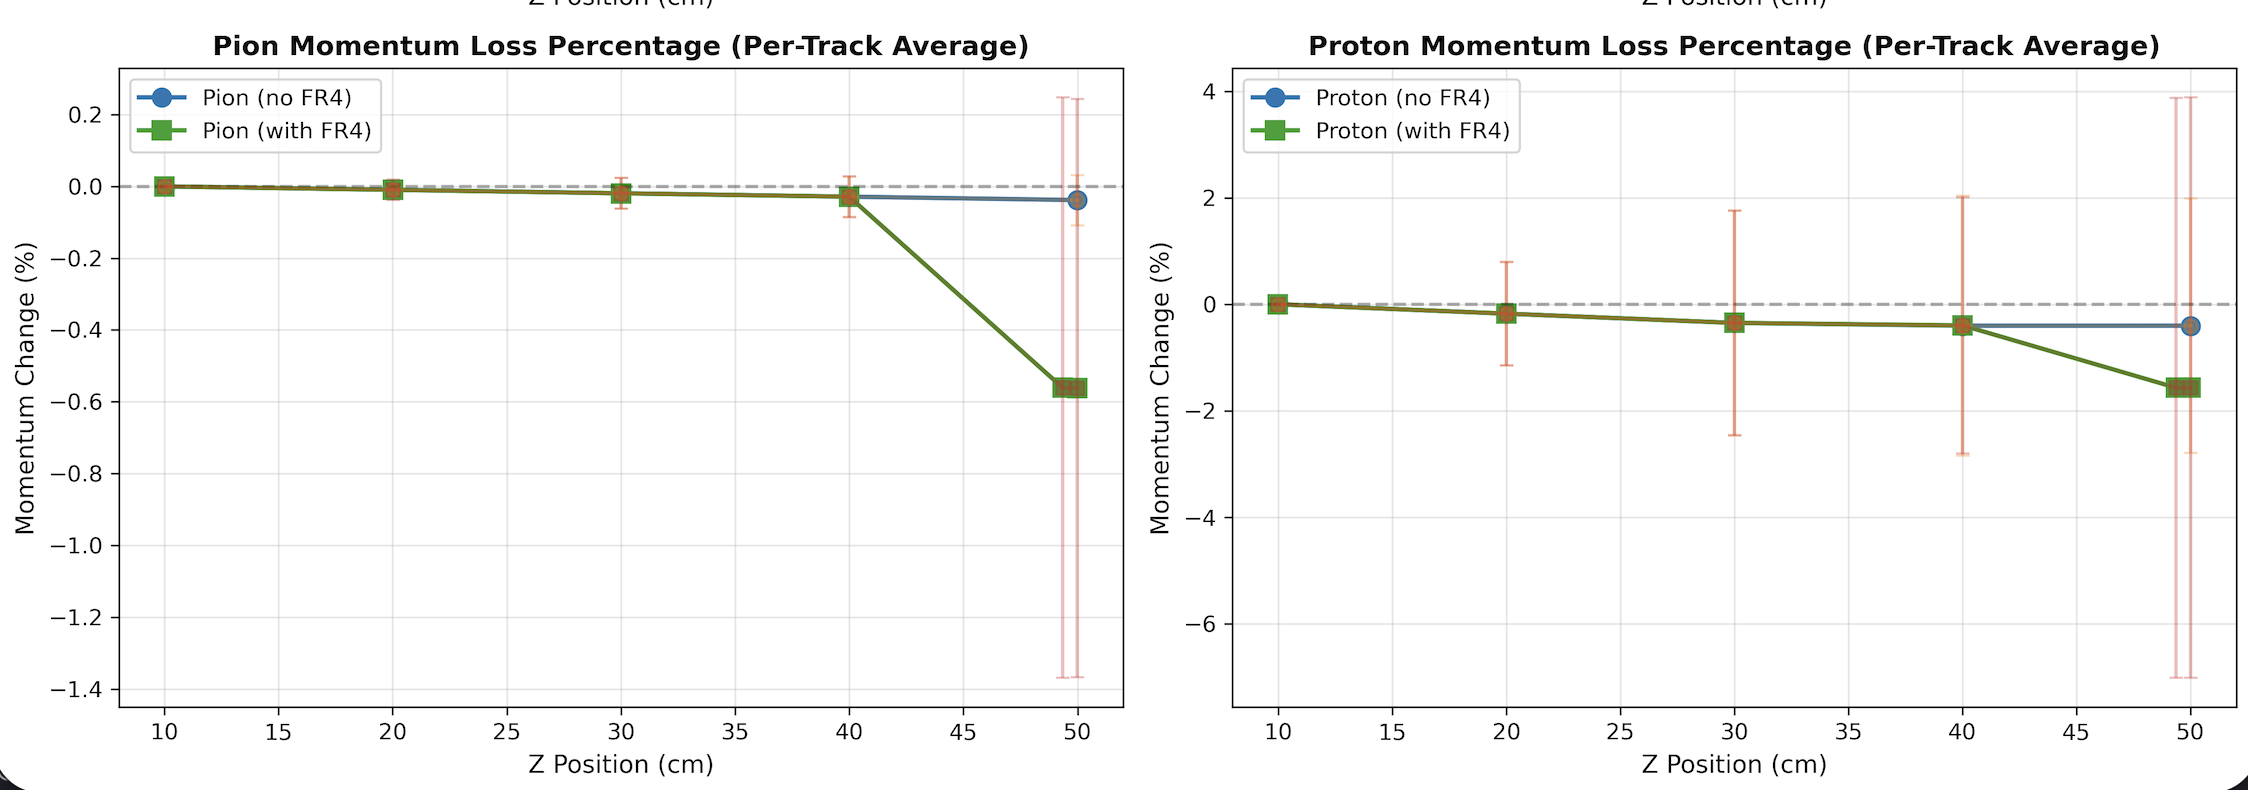 Z Position (cm)
Z Position (cm)
Pion Momentum Loss Percentage (Per-Track Average)
Pion (no FR4)
Pion (with FR4)
Momentum Change (%)
0.2
0.0
−0.2
−0.4
−0.6
−0.8
−1.0
−1.2
−1.4
10 15 20 25 30 35 40 45 50
Z Position (cm)
Proton Momentum Loss Percentage (Per-Track Average)
Proton (no FR4)
Proton (with FR4)
Momentum Change (%)
4
2
0
−2
−4
−6
10 15 20 25 30 35 40 45 50
Z Position (cm)